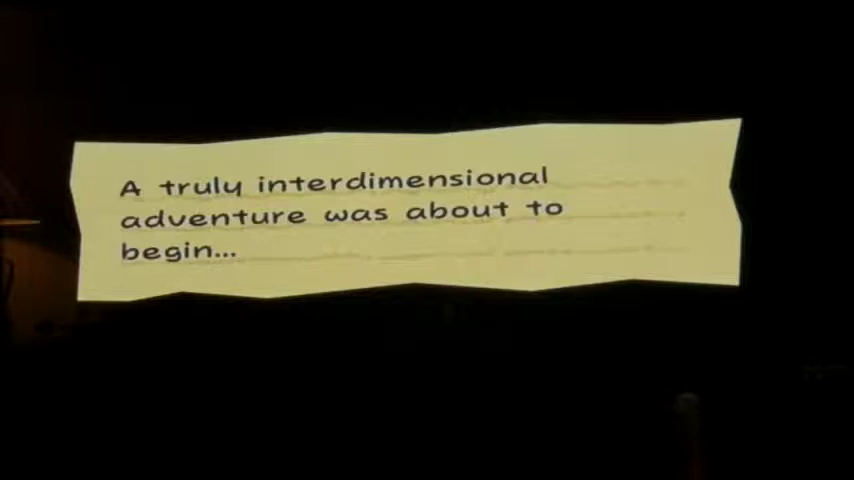 A truly interdimensional
adventure was about to
begin...